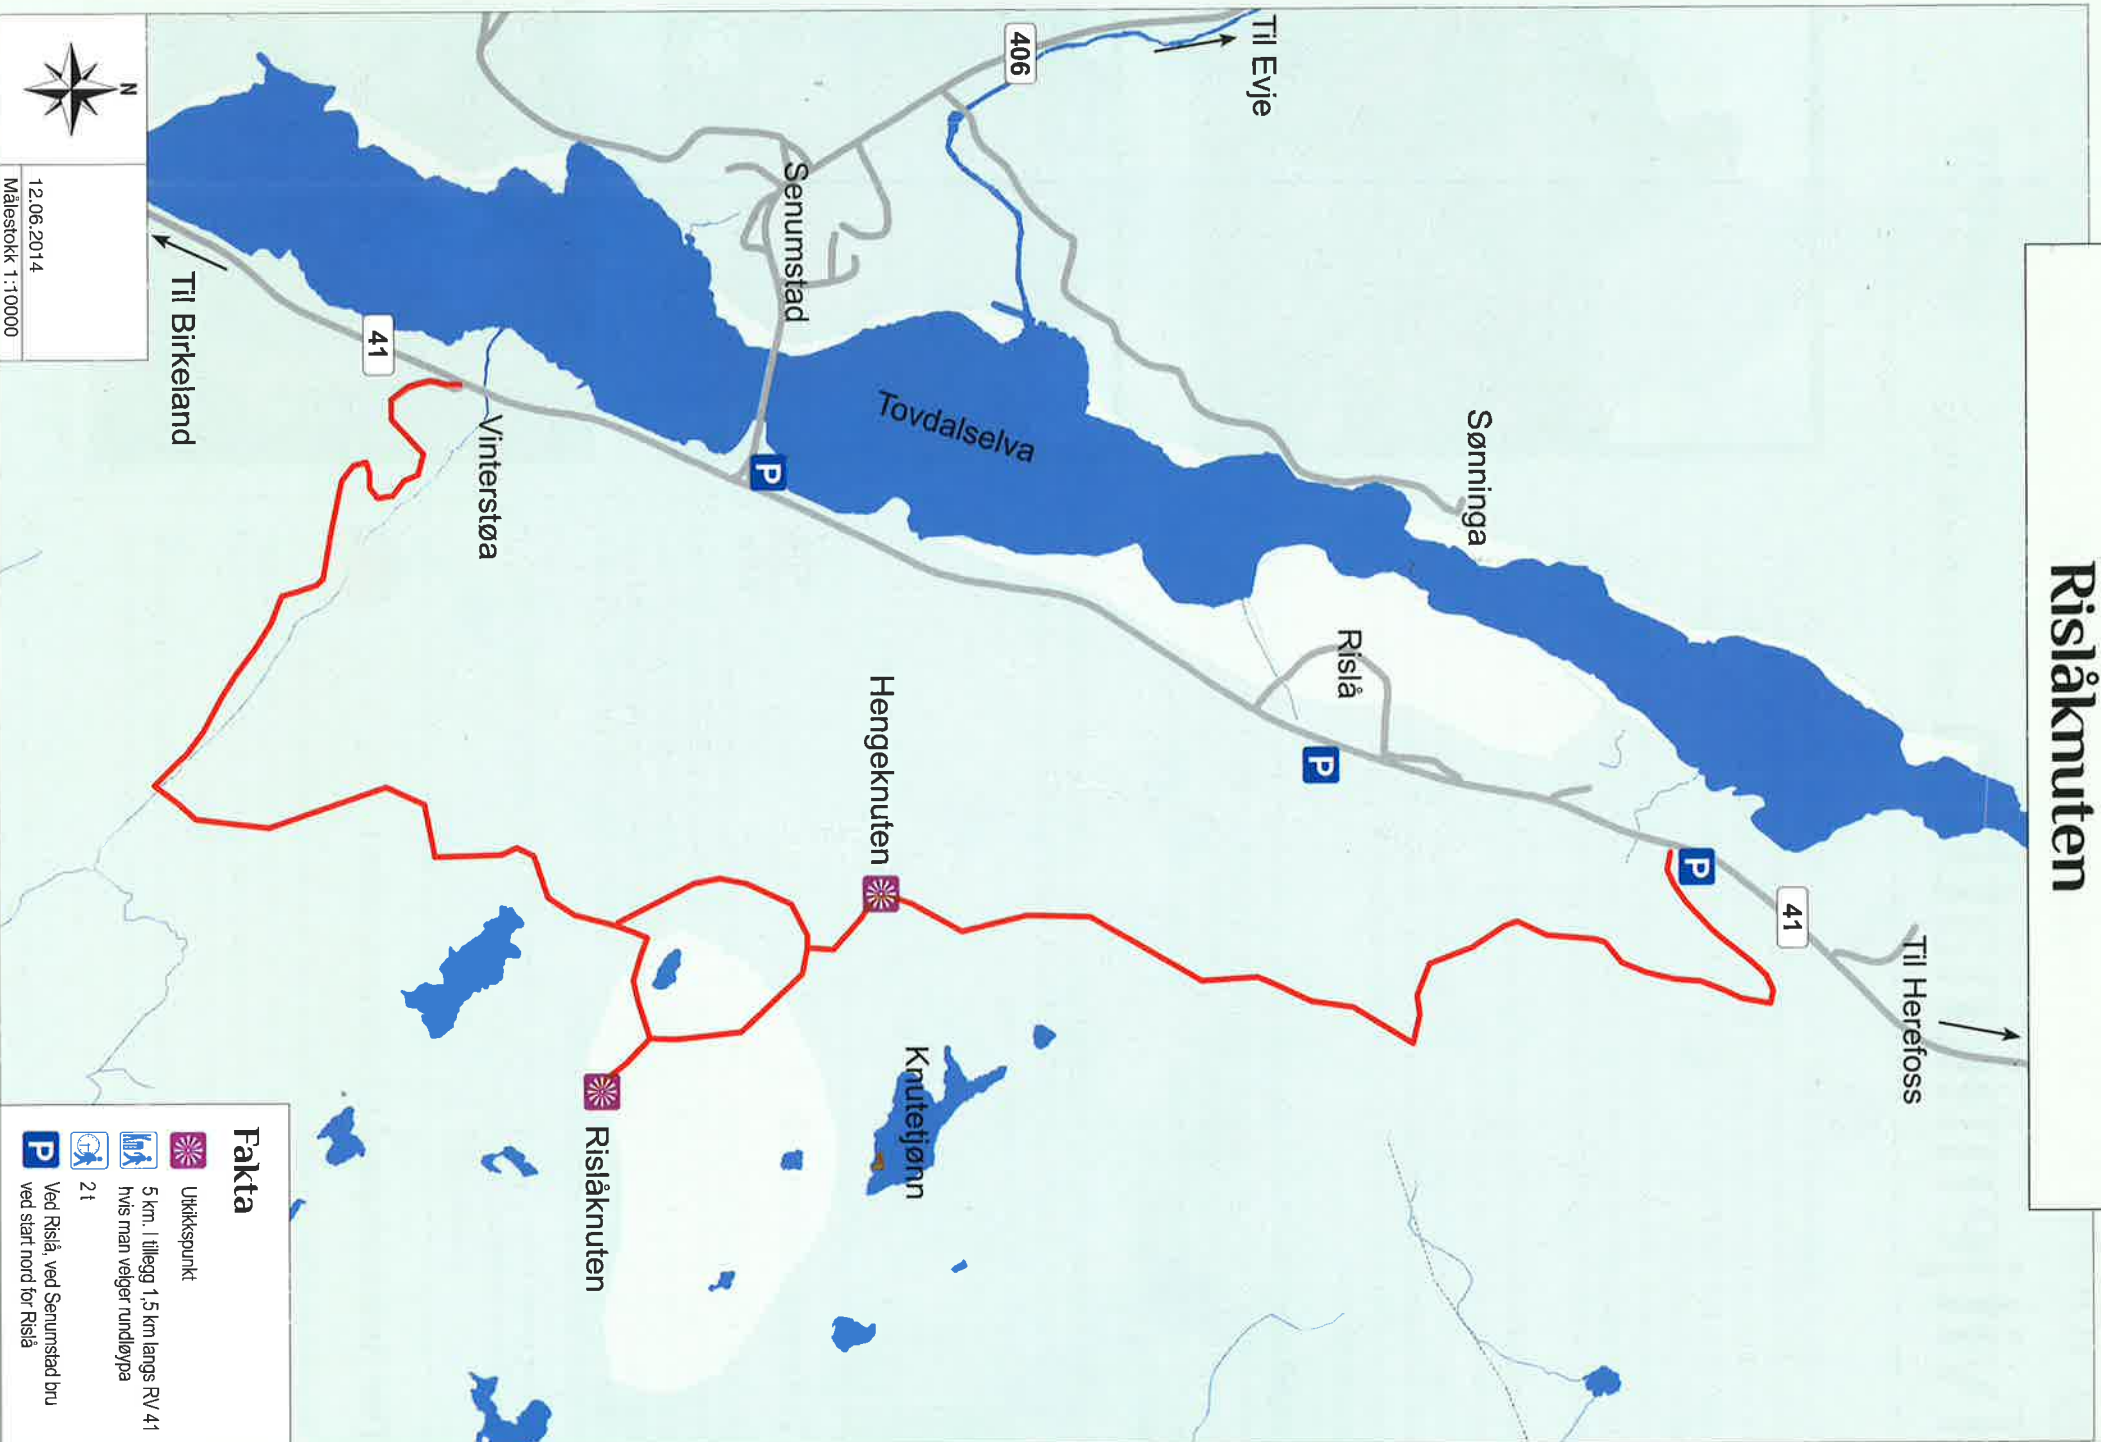 Rislåknuten
Til Herefoss
41
P
Sønninga
Rislå
P
Til Evje
406
Tovdalselva
Knutetjønn
Hengeknuten
Senumstad
P
Rislåknuten
Vinterstøa
41
Til Birkeland
N
12.06.2014
Målestokk 1:10000
Fakta
Utkikkspunkt
5 km. I tillegg 1,5 km langs RV 41
hvis man velger rundløypa
2 t
P
Ved Rislå, ved Senumstad bru
ved start nord for Rislå